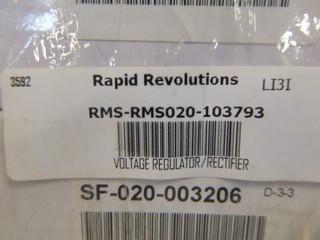 3592 Rapid Revolutions LI3I
RMS-RMS020-103793
VOLTAGE REGULATOR/RECTIFIER
SF-020-003206 D-3-3